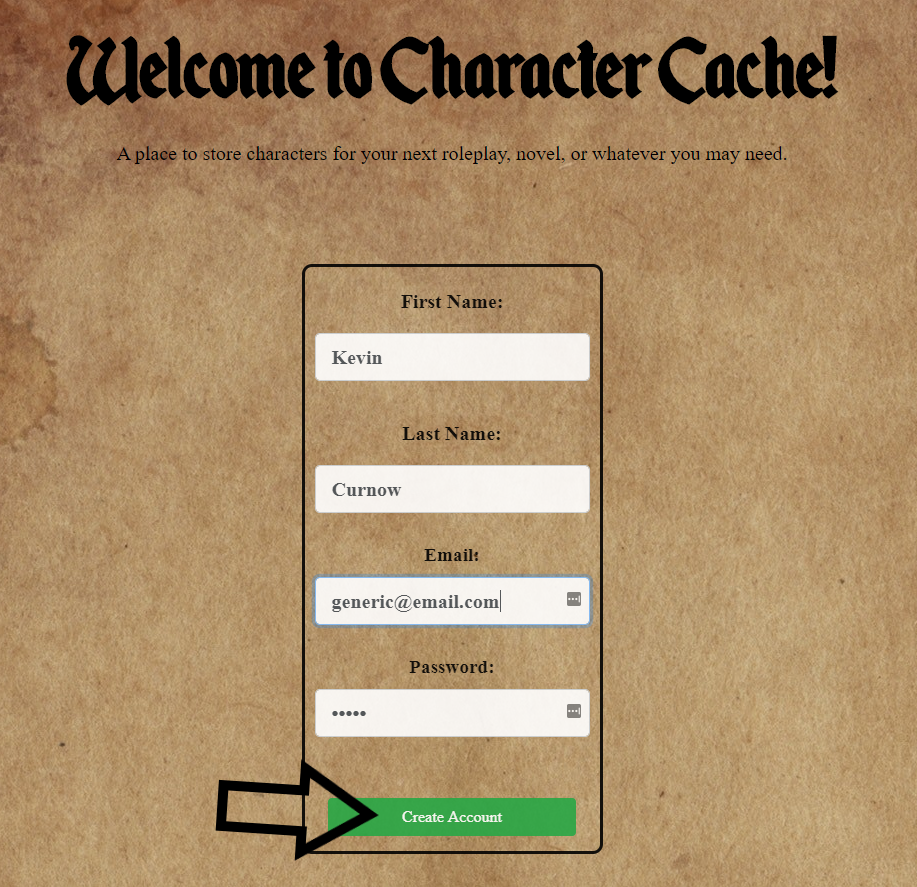 Welcome to Character Cache!
A place to store characters for your next roleplay, novel, or whatever you may need.
First Name:
Kevin
Last Name:
Curnow
Email:
generic@email.com
Password:
•••••
Create Account